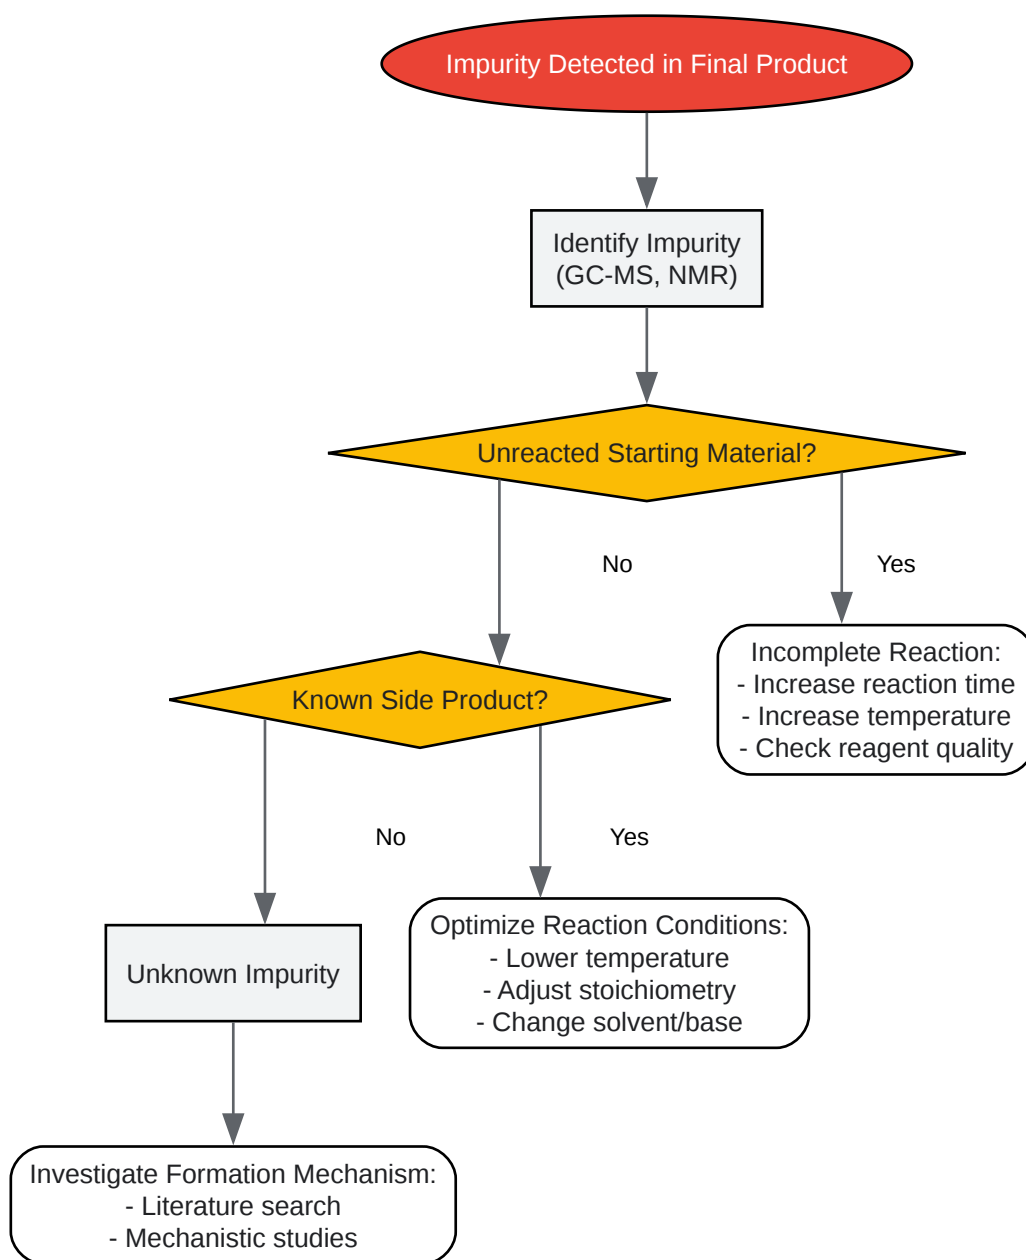 Impurity Detected in Final Product
Identify Impurity
(GC-MS, NMR)
Unreacted Starting Material?
No
Yes
Incomplete Reaction:
- Increase reaction time
- Increase temperature
- Check reagent quality
Known Side Product?
No
Yes
Optimize Reaction Conditions:
- Lower temperature
- Adjust stoichiometry
- Change solvent/base
Unknown Impurity
Investigate Formation Mechanism:
- Literature search
- Mechanistic studies